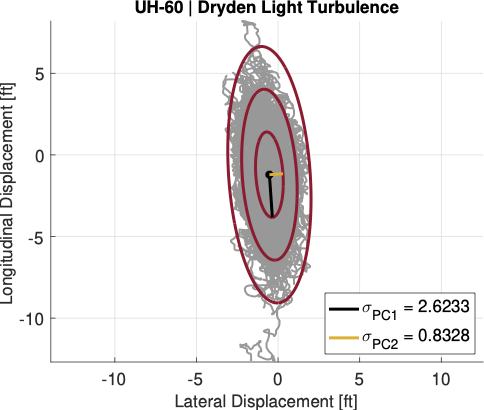 UH-60 | Dryden Light Turbulence
Longitudinal Displacement [ft]
5
0
-5
-10
σPC1 = 2.6233
σPC2 = 0.8328
-10
-5
0
5
10
Lateral Displacement [ft]